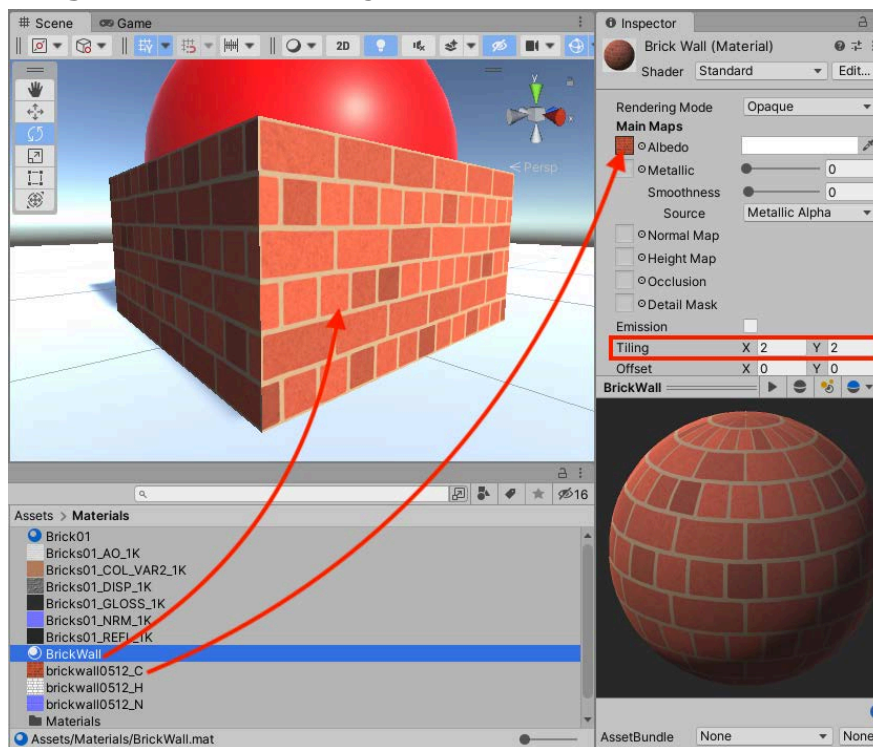 Scene Game
2D
y
x
Persp
16
Assets > Materials
Brick01
Bricks01_AO_1K
Bricks01_COL_VAR2_1K
Bricks01_DISP_1K
Bricks01_GLOSS_1K
Bricks01_NRM_1K
Bricks01_REFL_1K
BrickWall
brickwall0512_C
brickwall0512_H
brickwall0512_N
Materials
Assets/Materials/BrickWall.mat
Inspector
Brick Wall (Material)
Shader Standard Edit...
Rendering Mode Opaque
Main Maps
Albedo
Metallic 0
Smoothness 0
Source Metallic Alpha
Normal Map
Height Map
Occlusion
Detail Mask
Emission
Tiling X 2 Y 2
Offset X 0 Y 0
BrickWall
AssetBundle None None